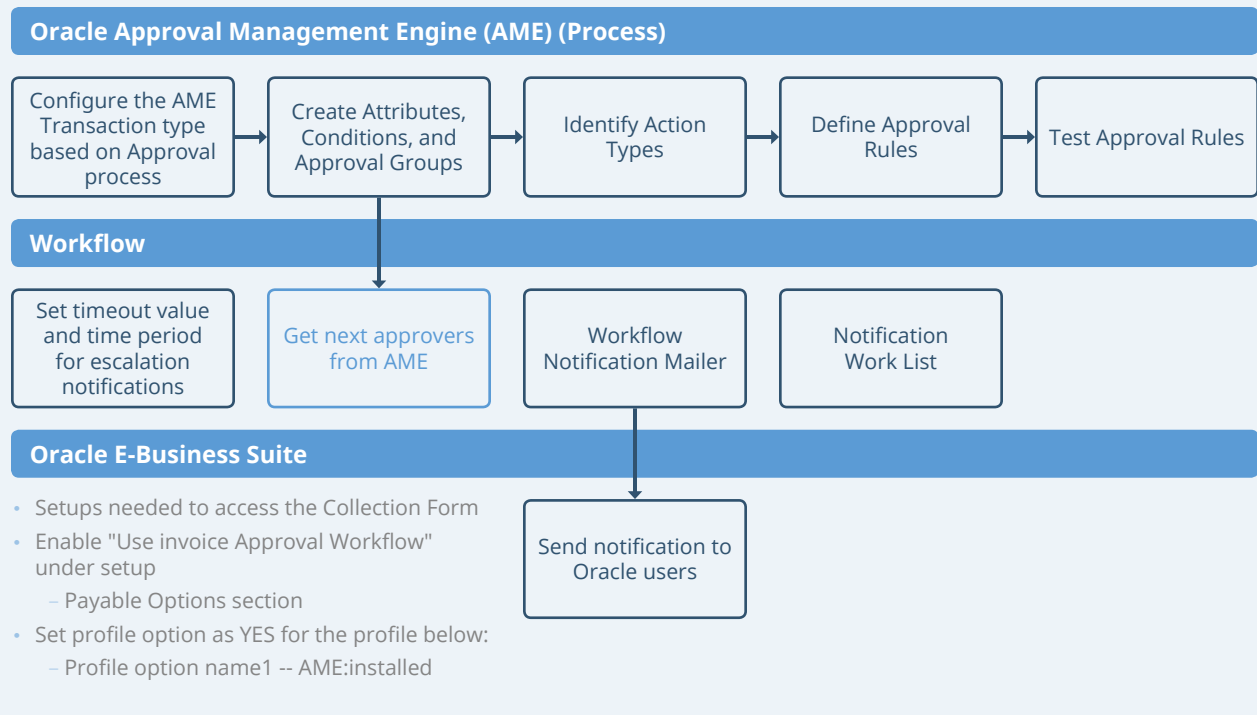 Oracle Approval Management Engine (AME) (Process)
Configure the AME
Transaction type
based on Approval
process
Create Attributes,
Conditions, and
Approval Groups
Identify Action
Types
Define Approval
Rules
Test Approval Rules
Workflow
Set timeout value
and time period
for escalation
notifications
Get next approvers
from AME
Workflow
Notification Mailer
Notification
Work List
Oracle E-Business Suite
• Setups needed to access the Collection Form
• Enable "Use invoice Approval Workflow"
under setup
– Payable Options section
• Set profile option as YES for the profile below:
– Profile option name1 -- AME:installed
Send notification to
Oracle users